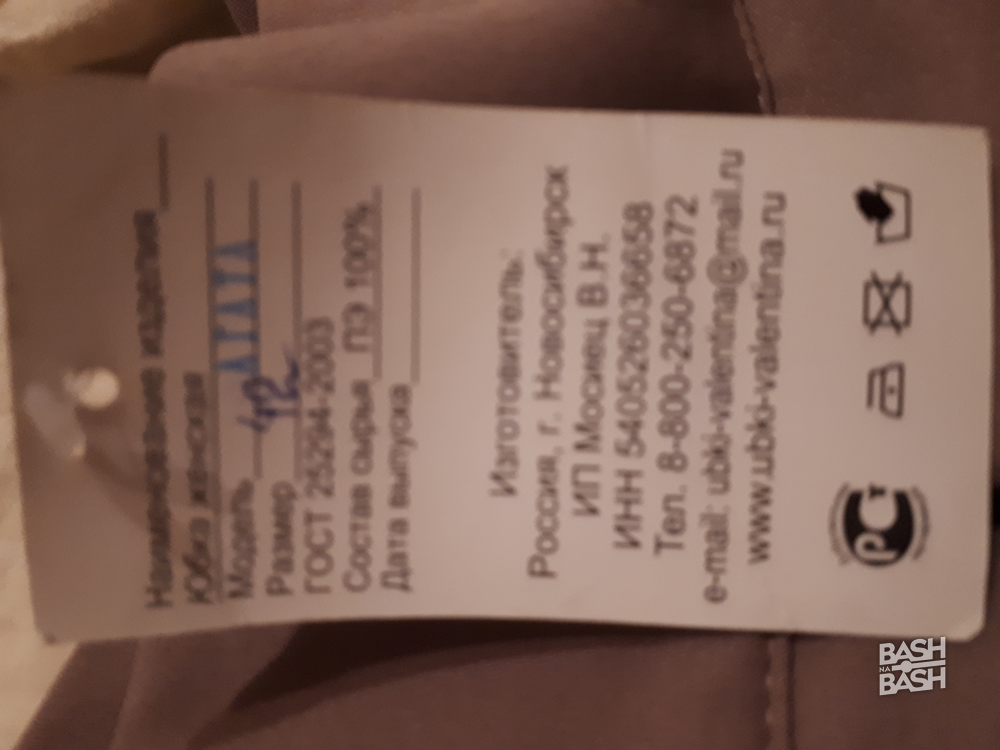 Наименование изделия
Юбка женская
Модель АГАТА
Размер 42
ГОСТ 25294-2003
Состав сырья ПЭ 100%
Дата выпуска
Изготовитель:
Россия, г. Новосибирск
ИП Мосиец В.Н.
ИНН 540526036658
Тел. 8-800-250-6872
e-mail: ubki-valentina@mail.ru
www.ubki-valentina.ru
РСТ
BASH
NA
BASH